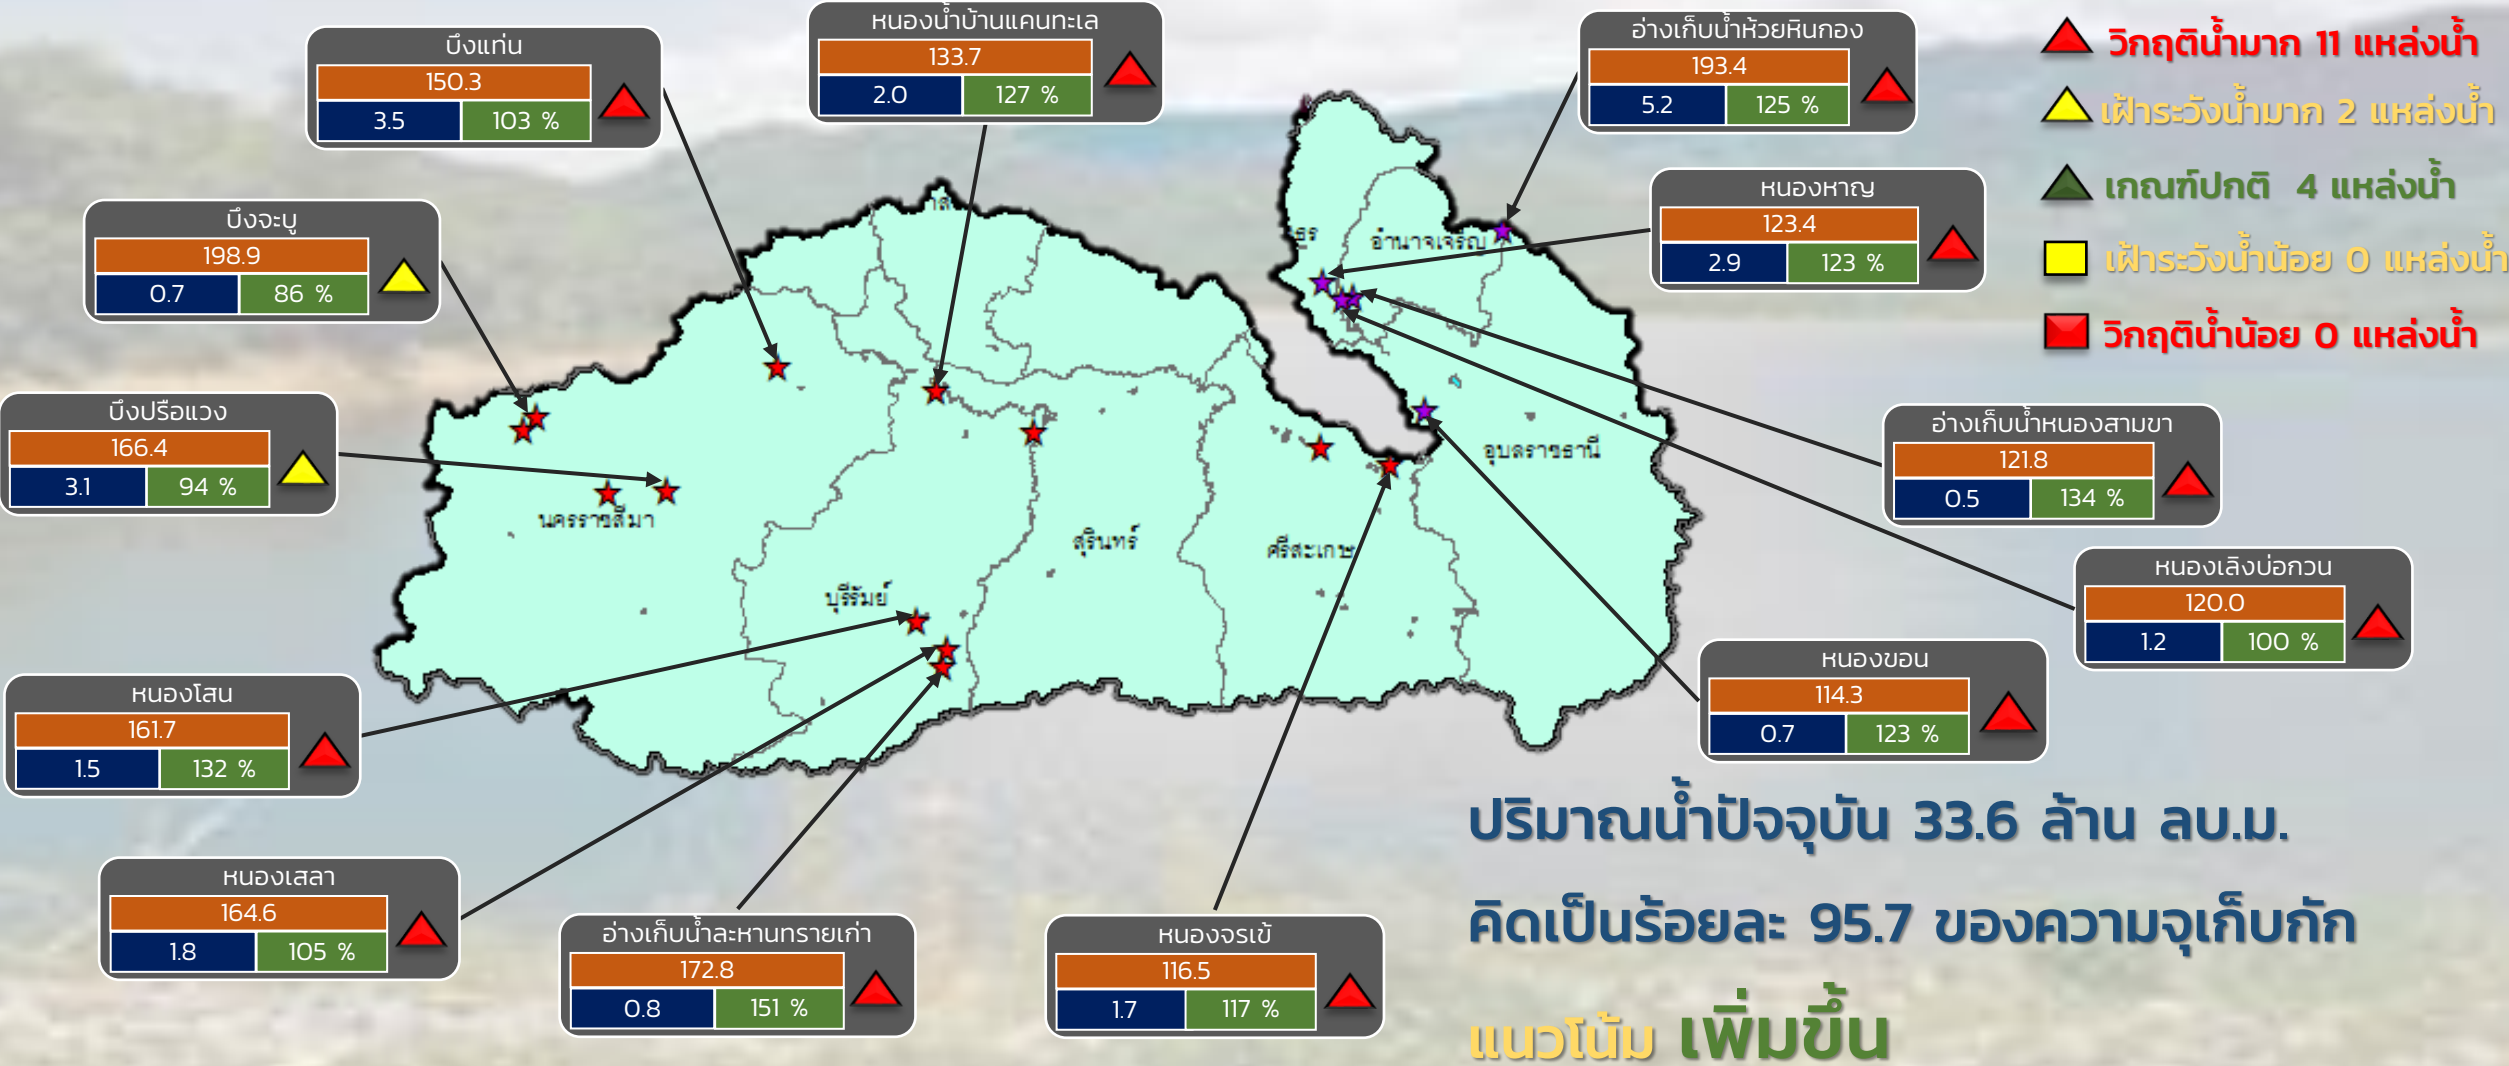 บึงแท่น
150.3
3.5 103 %
หนองน้ำบ้านแคนทะเล
133.7
2.0 127 %
อ่างเก็บน้ำห้วยหินกอง
193.4
5.2 125 %
วิกฤติน้ำมาก 11 แหล่งน้ำ
เฝ้าระวังน้ำมาก 2 แหล่งน้ำ
เกณฑ์ปกติ 4 แหล่งน้ำ
เฝ้าระวังน้ำน้อย 0 แหล่งน้ำ
วิกฤติน้ำน้อย 0 แหล่งน้ำ
บึงจะบู
198.9
0.7 86 %
หนองหาญ
123.4
2.9 123 %
อำนาจเจริญ
บึงปรือแวง
166.4
3.1 94 %
อ่างเก็บน้ำหนองสามขา
121.8
0.5 134 %
อุบลราชธานี
นครราชสีมา
สุรินทร์
ศรีสะเกษ
บุรีรัมย์
หนองเลิงบ่อกวน
120.0
1.2 100 %
หนองขอน
114.3
0.7 123 %
หนองโสน
161.7
1.5 132 %
หนองเสลา
164.6
1.8 105 %
อ่างเก็บน้ำละหานทรายเก่า
172.8
0.8 151 %
หนองจรเข้
116.5
1.7 117 %
ปริมาณน้ำปัจจุบัน 33.6 ล้าน ลบ.ม.
คิดเป็นร้อยละ 95.7 ของความจุเก็บกัก
แนวโน้ม เพิ่มขึ้น